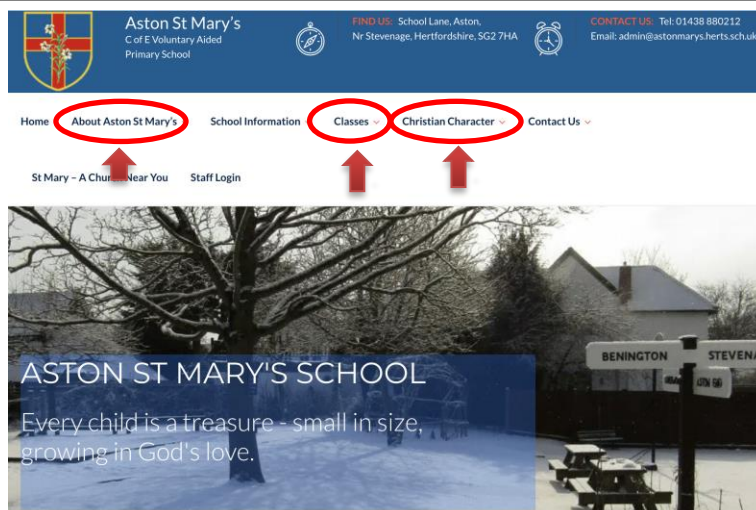 Aston St Mary's
C of E Voluntary Aided
Primary School
FIND US: School Lane, Aston,
Nr Stevenage, Hertfordshire, SG2 7HA
CONTACT US: Tel: 01438 880212
Email: admin@astonmarys.herts.sch.uk
Home About Aston St Mary's School Information Classes Christian Character Contact Us
St Mary – A Church Near You Staff Login
BENINGTON STEVENA
ASTON ST MARY'S SCHOOL
Every child is a treasure - small in size,
growing in God's love.